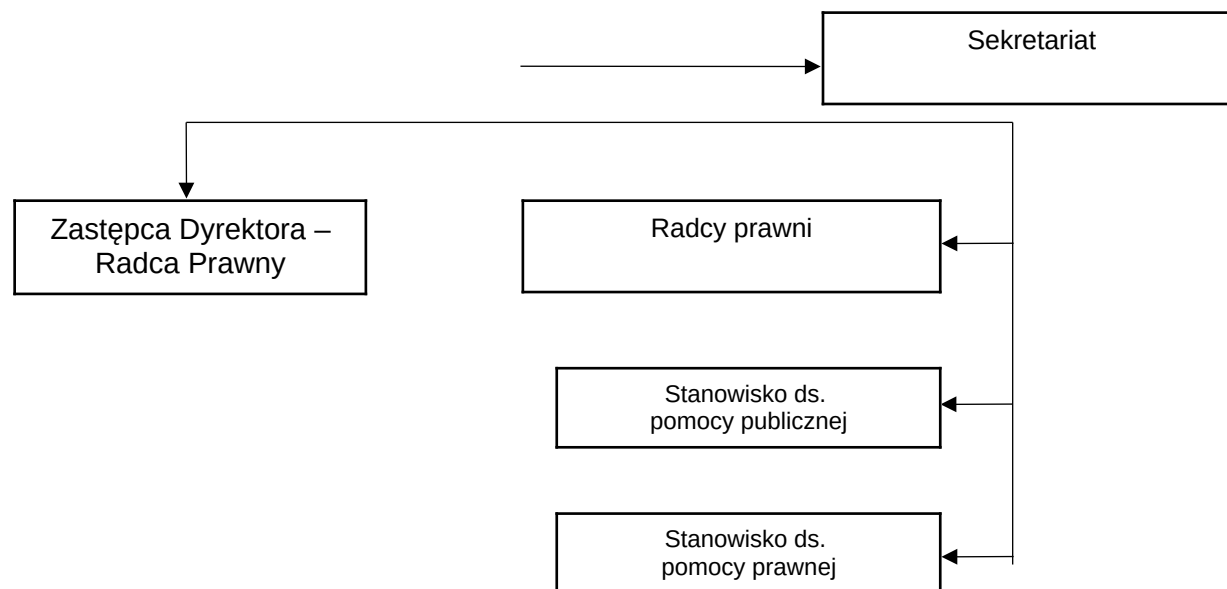 Sekretariat
Zastępca Dyrektora –
Radca Prawny
Radcy prawni
Stanowisko ds.
pomocy publicznej
Stanowisko ds.
pomocy prawnej